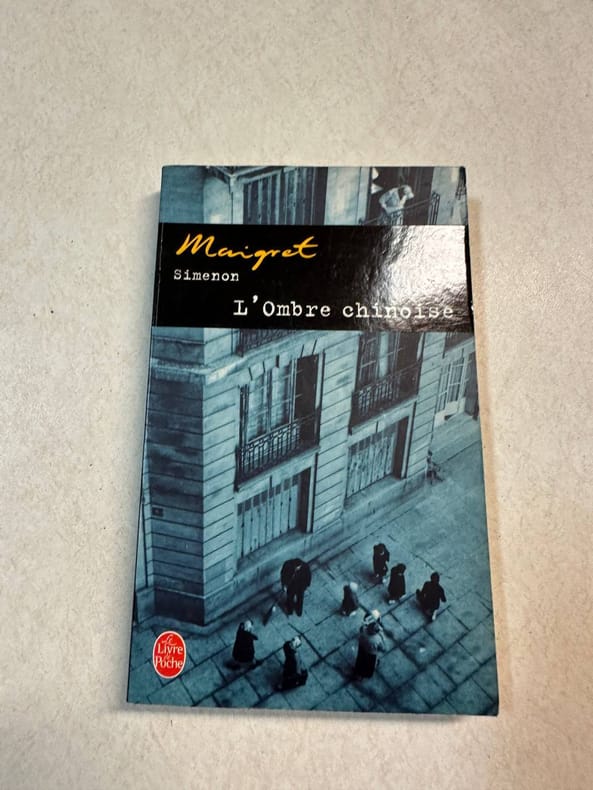 Maigret
Simenon
L'Ombre chinoise
Le
Livre
de
Poche